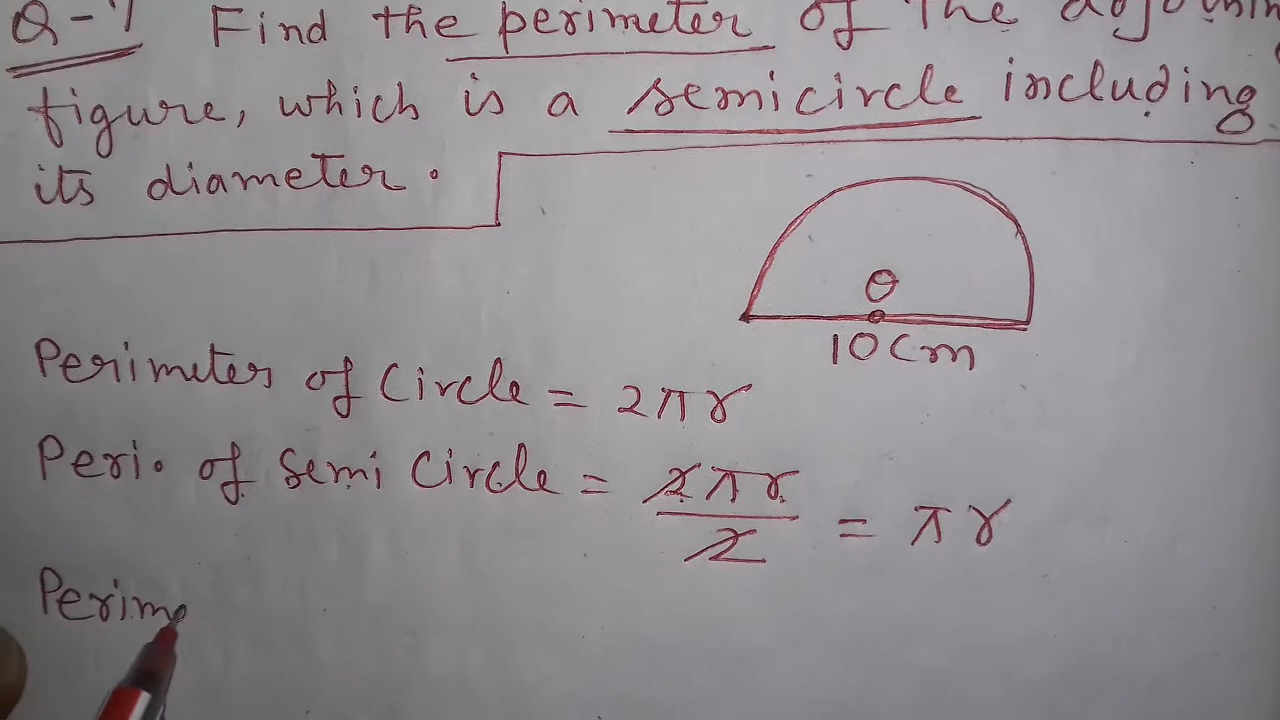 Q-1 Find the perimeter of the
figure, which is a semicircle including
its diameter.
O
10cm
Perimeter of Circle = 2πr
Peri. of Semi Circle = 2πr/2 = πr
Perime